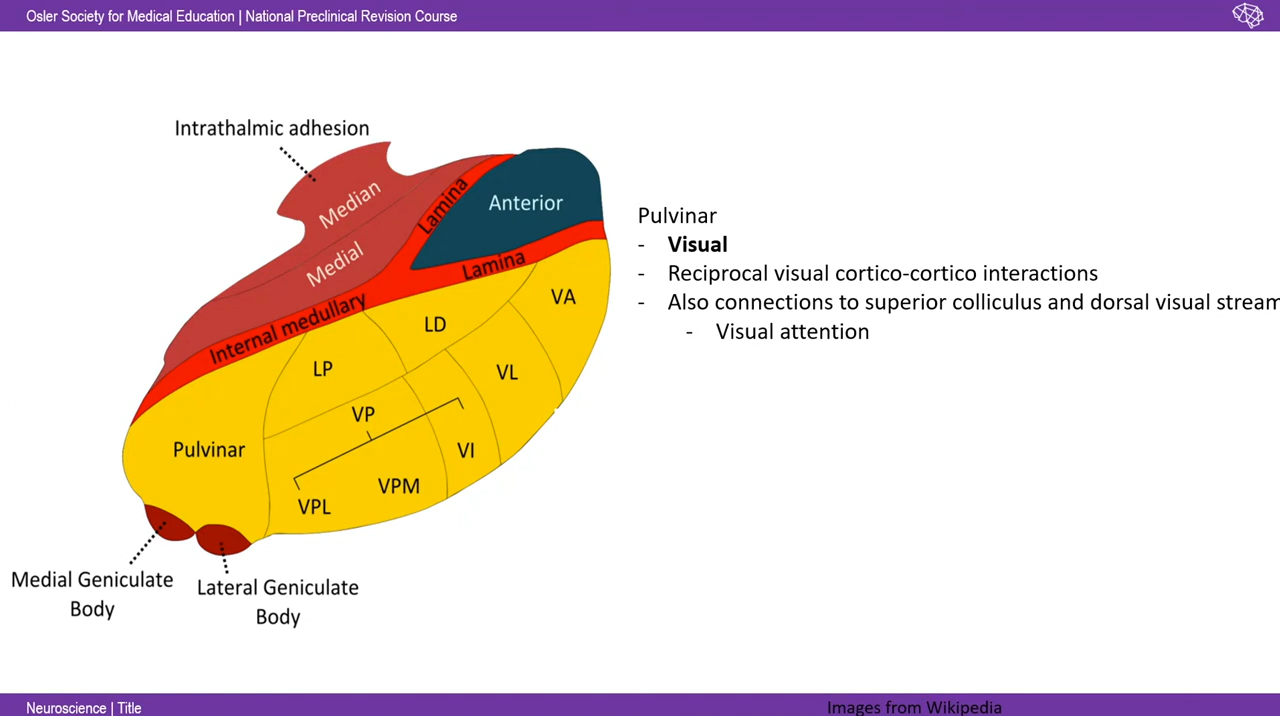 Osler Society for Medical Education | National Preclinical Revision Course
Intrathalmic adhesion
Median
Lamina
Anterior
Medial
Lamina
Internal medullary
VA
LD
LP
VL
VP
Pulvinar
VI
VPM
VPL
Medial Geniculate
Body
Lateral Geniculate
Body
Pulvinar
- Visual
- Reciprocal visual cortico-cortico interactions
- Also connections to superior colliculus and dorsal visual stream
- Visual attention
Neuroscience | Title
Images from Wikipedia